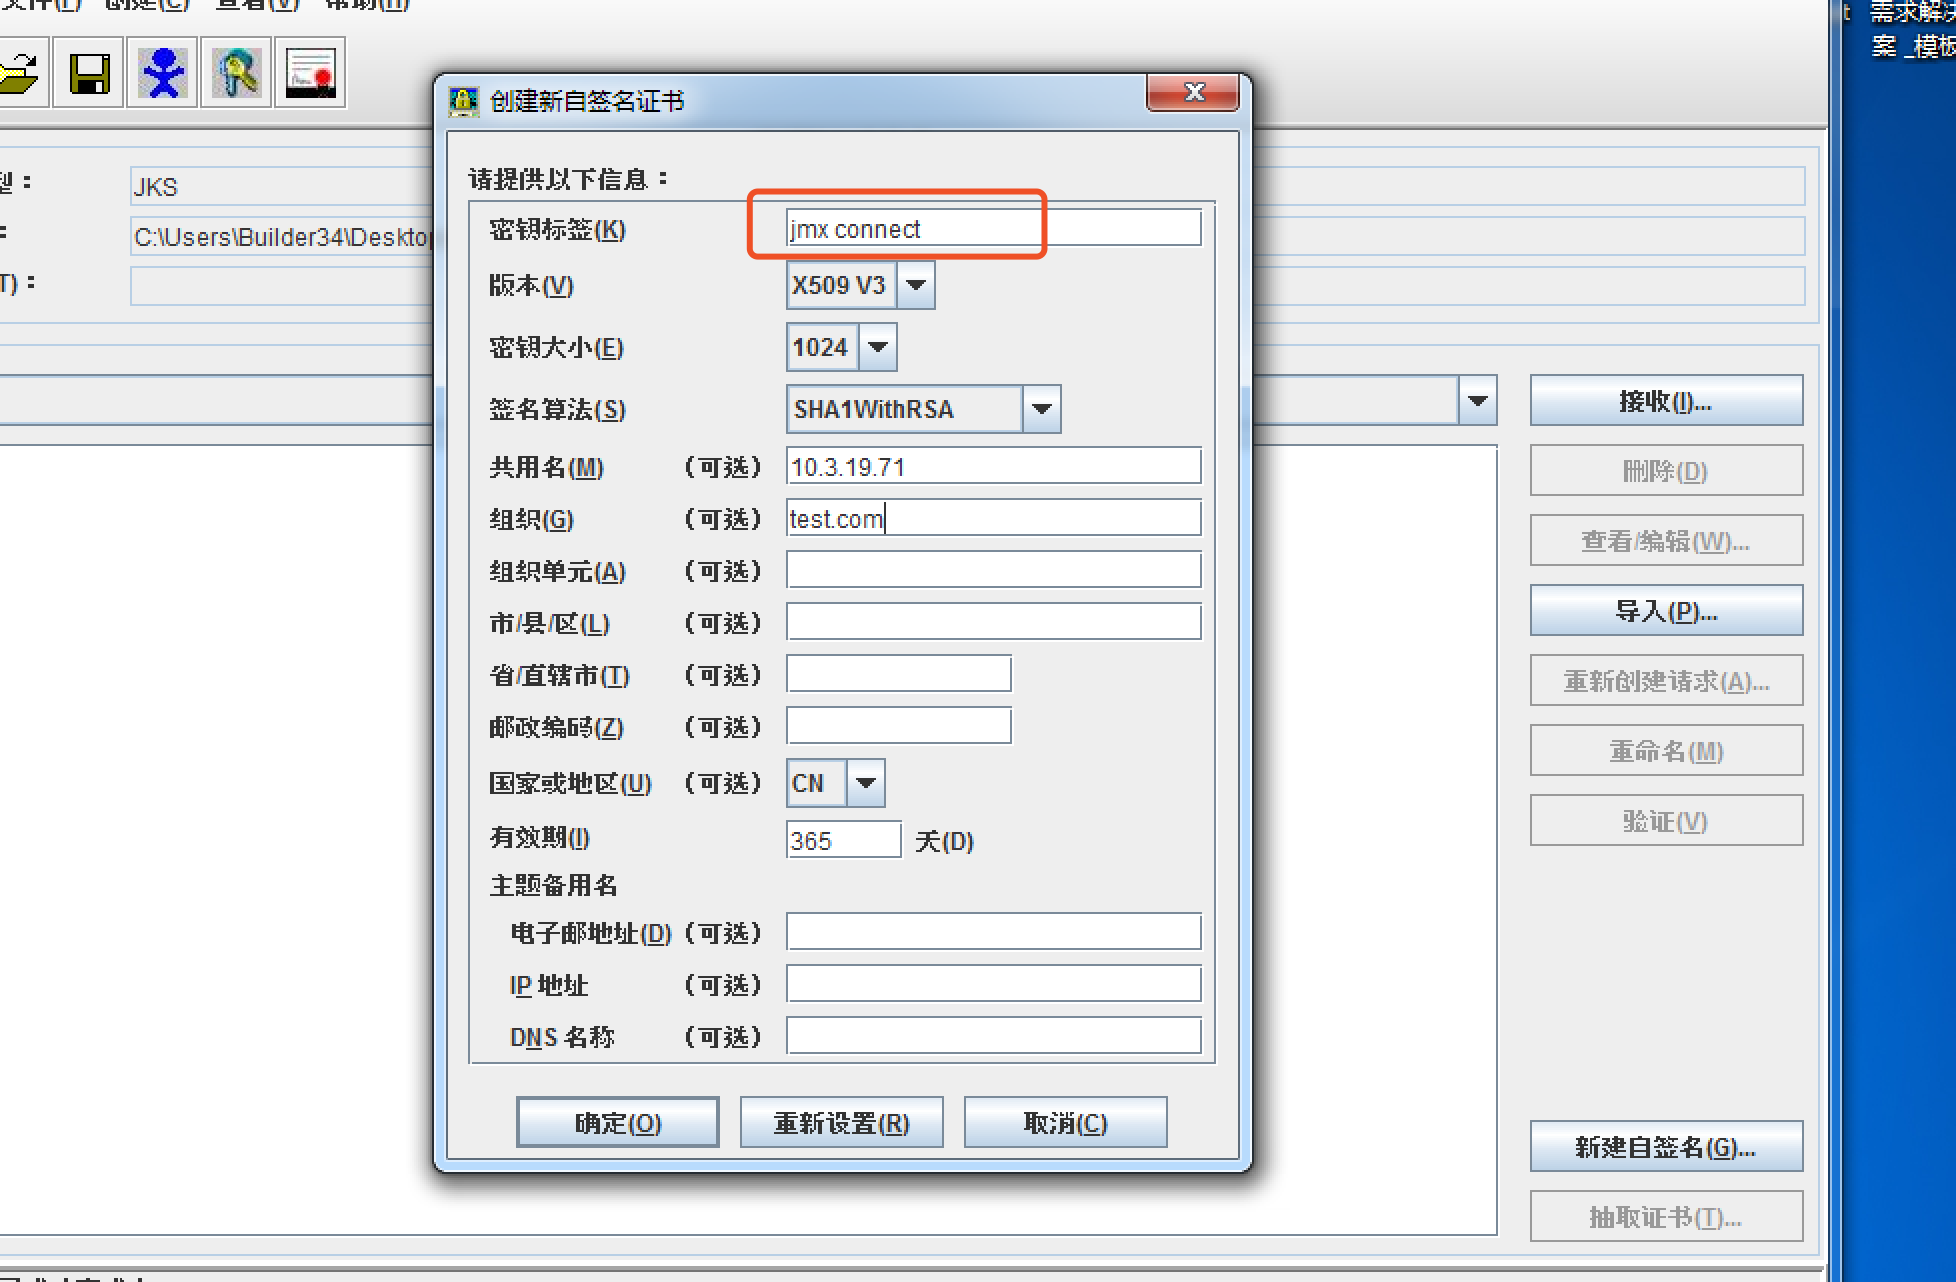 文件(F) 创建(C) 查看(V) 帮助(H)
需求解决
案 _模板
创建新自签名证书
型：
JKS
C:\Users\Builder34\Desktop
T)：
请提供以下信息：
密钥标签(K) jmx connect
版本(V) X509 V3
密钥大小(E) 1024
签名算法(S) SHA1WithRSA
共用名(M) (可选) 10.3.19.71
组织(G) (可选) test.com
组织单元(A) (可选)
市/县/区(L) (可选)
省/直辖市(T) (可选)
邮政编码(Z) (可选)
国家或地区(U) (可选) CN
有效期(I) 365 天(D)
主题备用名
电子邮地址(D) (可选)
IP 地址 (可选)
DNS 名称 (可选)
确定(O) 重新设置(R) 取消(C)
接收(I)...
删除(D)
查看/编辑(W)...
导入(P)...
重新创建请求(A)...
重命名(M)
验证(V)
新建自签名(G)...
抽取证书(T)...